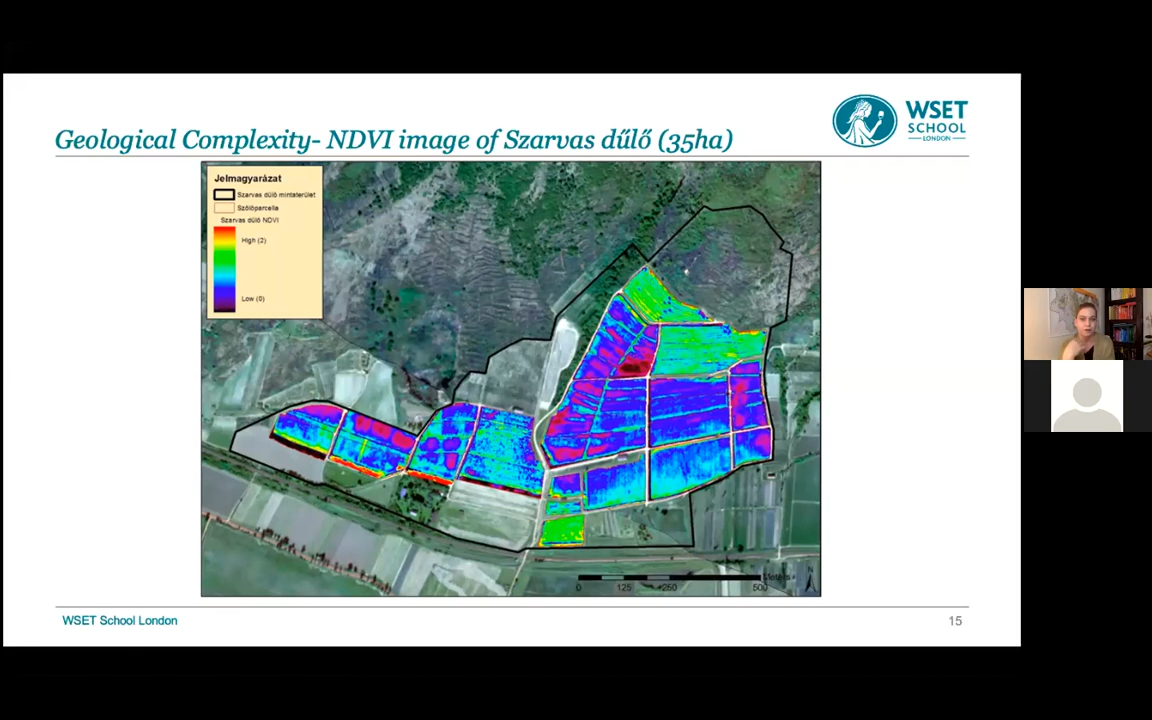 WSET
SCHOOL
LONDON
Geological Complexity- NDVI image of Szarvas dűlő (35ha)
Jelmagyarázat
Szarvas dűlő mintaterület
Szőlőparcella
Szarvas dűlő NDVI
High (2)
Low (0)
N
Meters
0 125 250 500
WSET School London
15